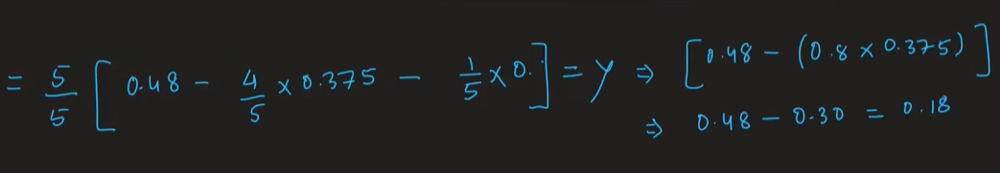 = 5/5 [ 0.48 - 4/5 × 0.375 - 1/5 × 0. ] = y ⇒ [ 0.48 - (0.8 × 0.375) ]
⇒ 0.48 - 0.30 = 0.18